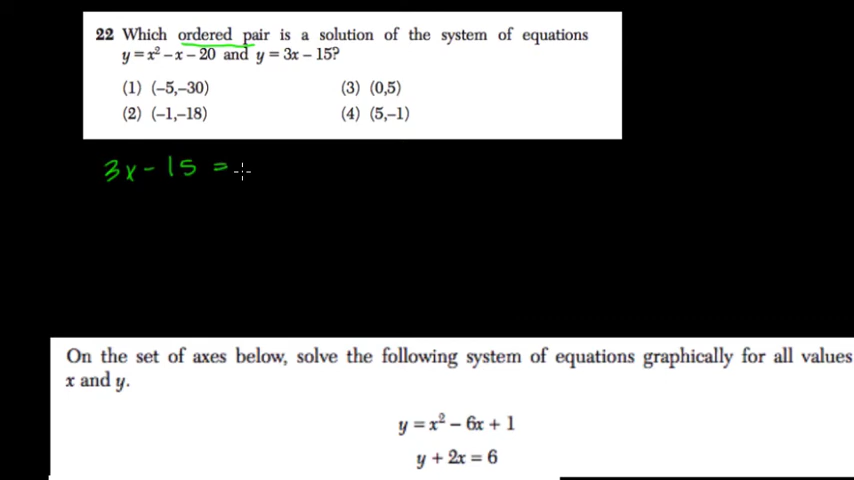 22 Which ordered pair is a solution of the system of equations
y = x² – x – 20 and y = 3x – 15?
(1) (–5,–30) (3) (0,5)
(2) (–1,–18) (4) (5,–1)
3x – 15 =
On the set of axes below, solve the following system of equations graphically for all values
x and y.
y = x² – 6x + 1
y + 2x = 6